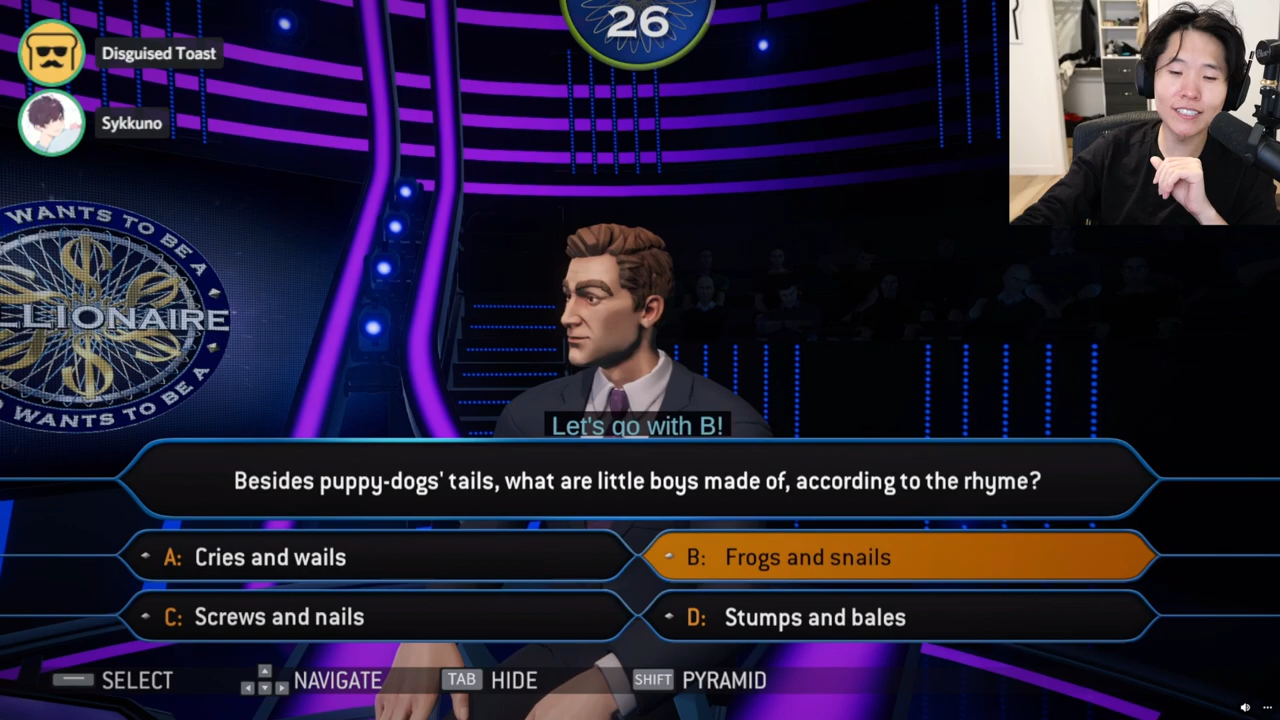 26
Disguised Toast
Sykkuno
WANTS TO BE A
LLIONAIRE
WANTS TO BE A
Let's go with B!
Besides puppy-dogs' tails, what are little boys made of, according to the rhyme?
A: Cries and wails
B: Frogs and snails
C: Screws and nails
D: Stumps and bales
SELECT
NAVIGATE
TAB HIDE
SHIFT PYRAMID